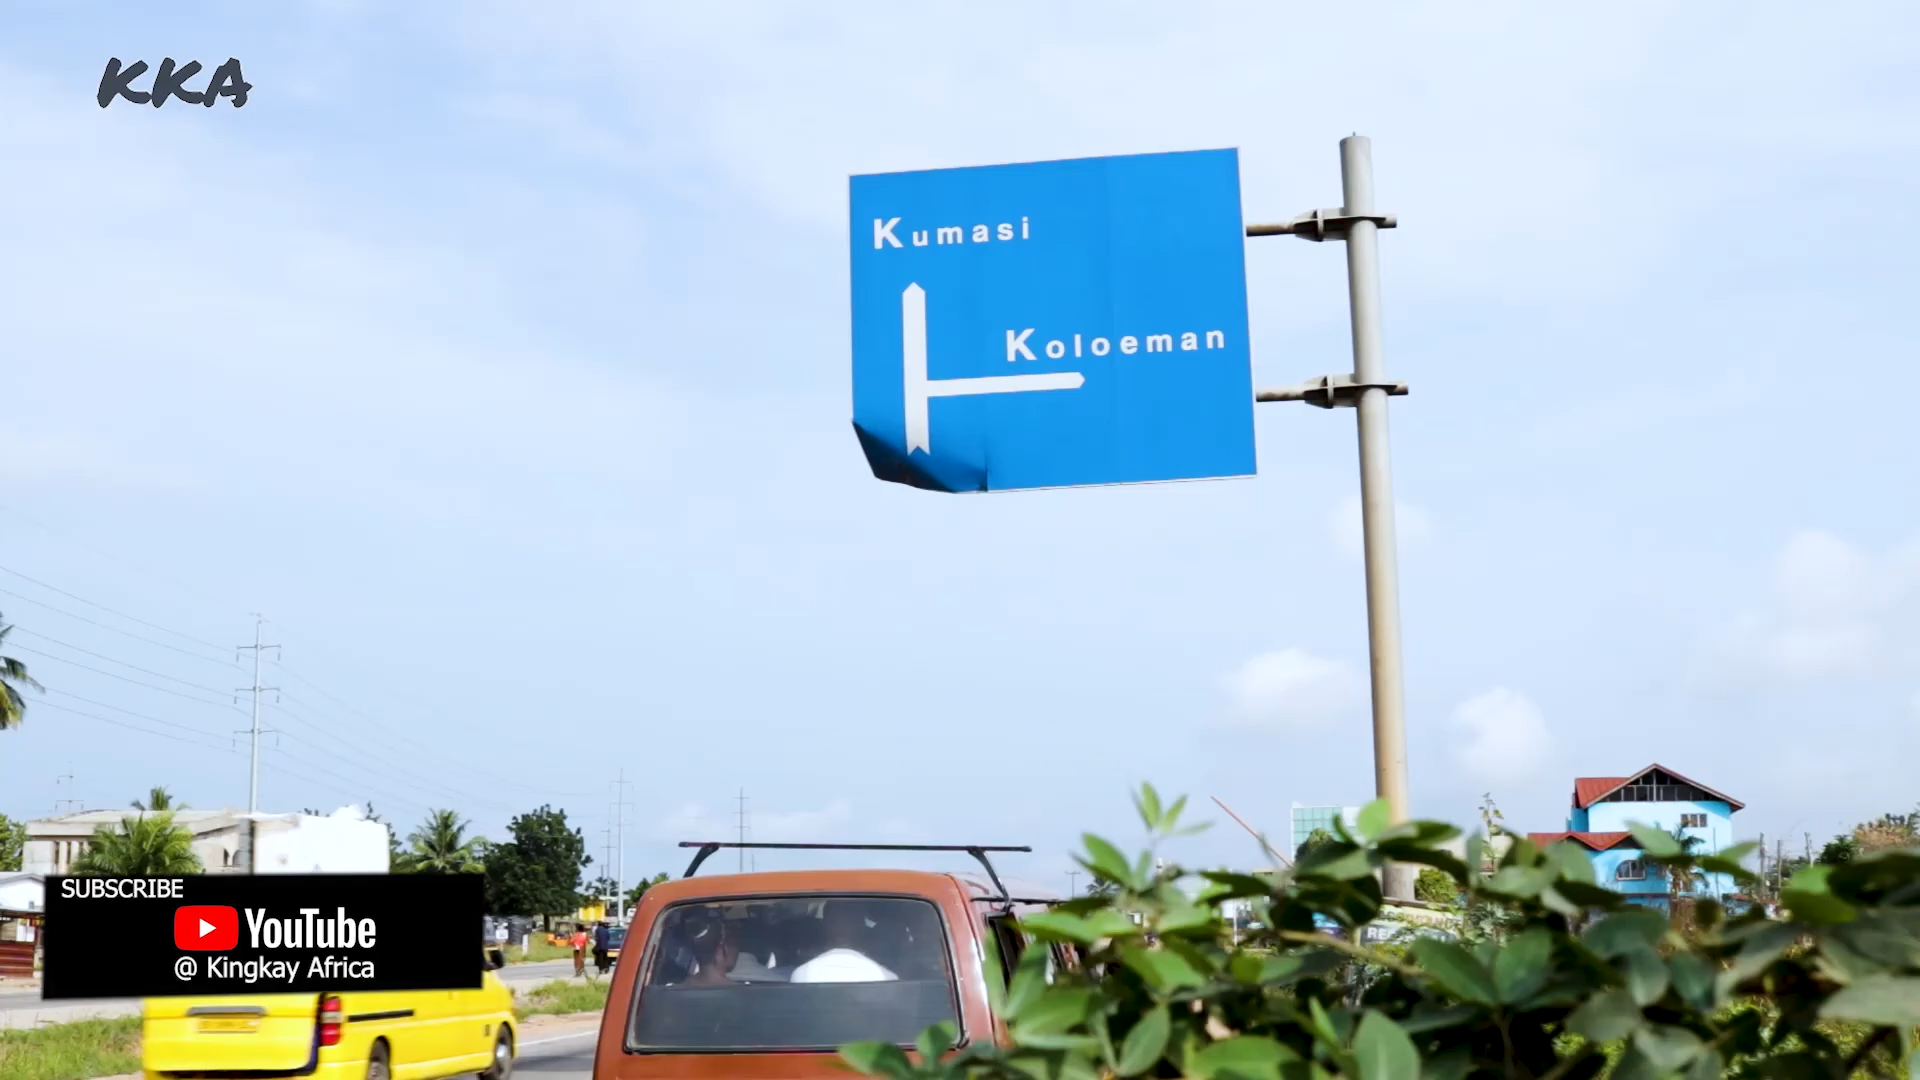 KKA
Kumasi
Koloeman
SUBSCRIBE
YouTube
@ Kingkay Africa